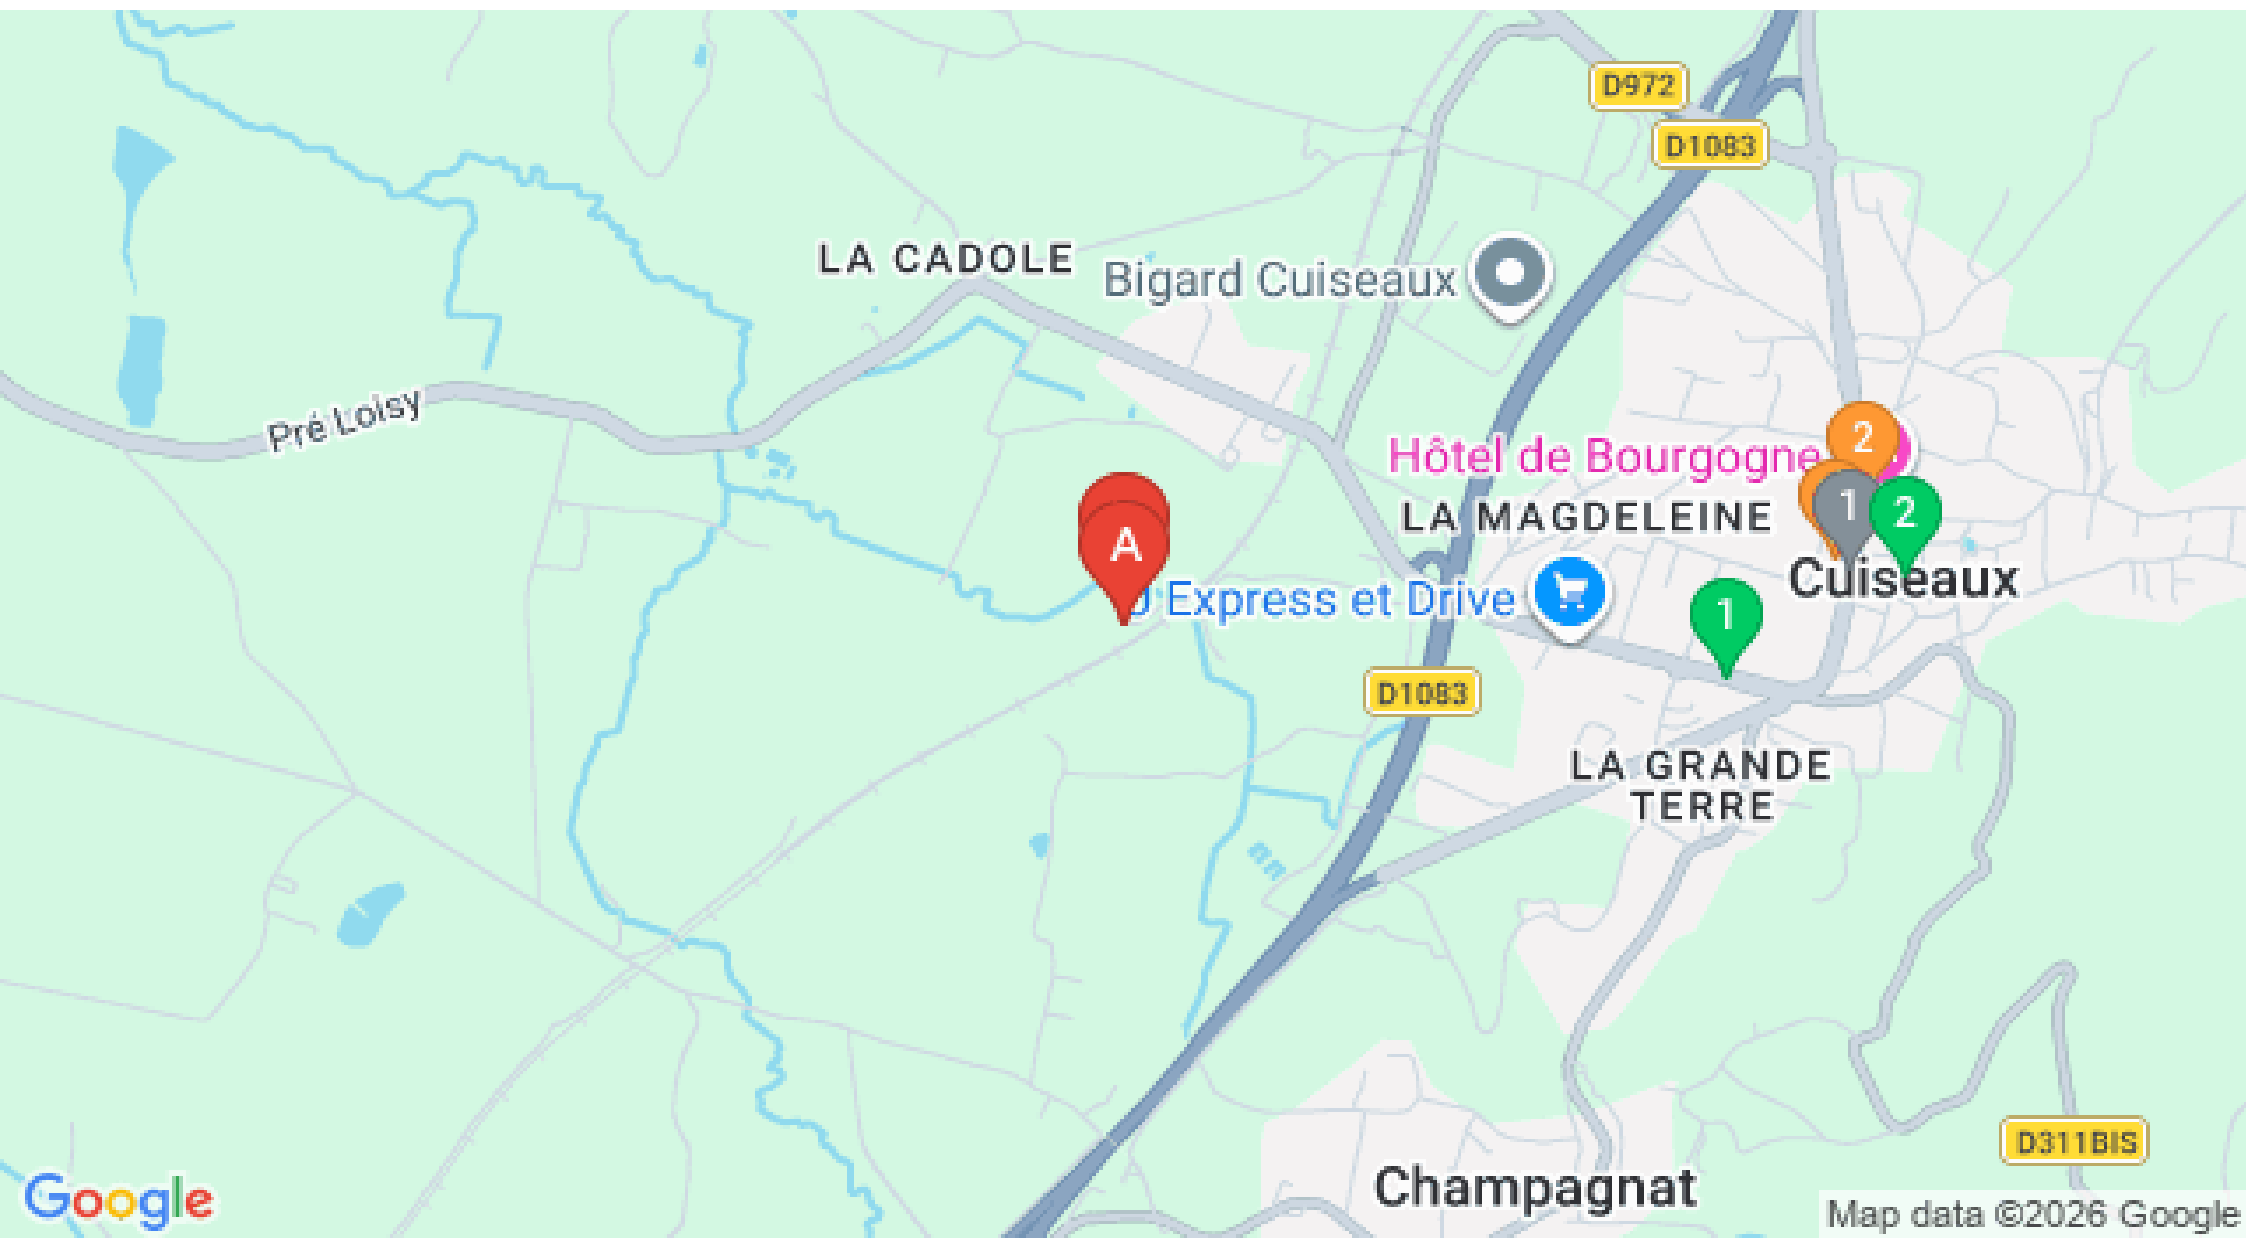 D972
D1083
LA CADOLE
Bigard Cuiseaux
Pré Loisy
2
Hôtel de Bourgogne
1
2
LA MAGDELEINE
A
Cuiseaux
U Express et Drive
1
D1083
LA GRANDE
TERRE
D311BIS
Champagnat
Google
Map data ©2026 Google